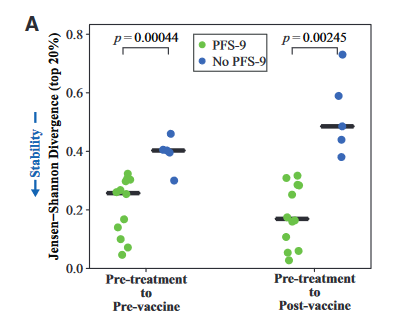 A
p = 0.00044
p = 0.00245
PFS-9
No PFS-9
0.8
0.6
0.4
0.2
0.0
Jensen–Shannon Divergence (top 20%)
Stability
Pre-treatment
to
Pre-vaccine
Pre-treatment
to
Post-vaccine